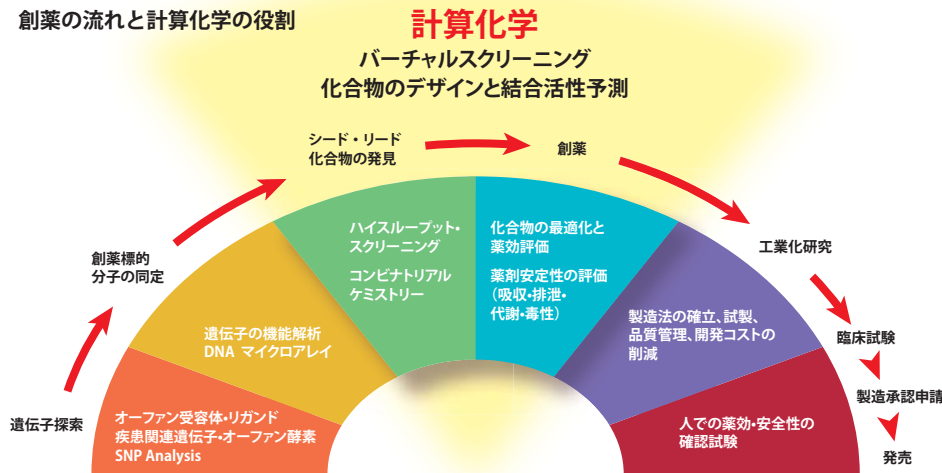 創薬の流れと計算化学の役割
計算化学
バーチャルスクリーニング
化合物のデザインと結合活性予測
シード・リード
化合物の発見
創薬
創薬標的
分子の同定
工業化研究
遺伝子探索
臨床試験
製造承認申請
発売
オーファン受容体・リガンド
疾患関連遺伝子・オーファン酵素
SNP Analysis
遺伝子の機能解析
DNA マイクロアレイ
ハイスループット・
スクリーニング
コンビナトリアル
ケミストリー
化合物の最適化と
薬効評価
薬剤安定性の評価
（吸収・排泄・
代謝・毒性）
製造法の確立、試製、
品質管理、開発コストの
削減
人での薬効・安全性の
確認試験